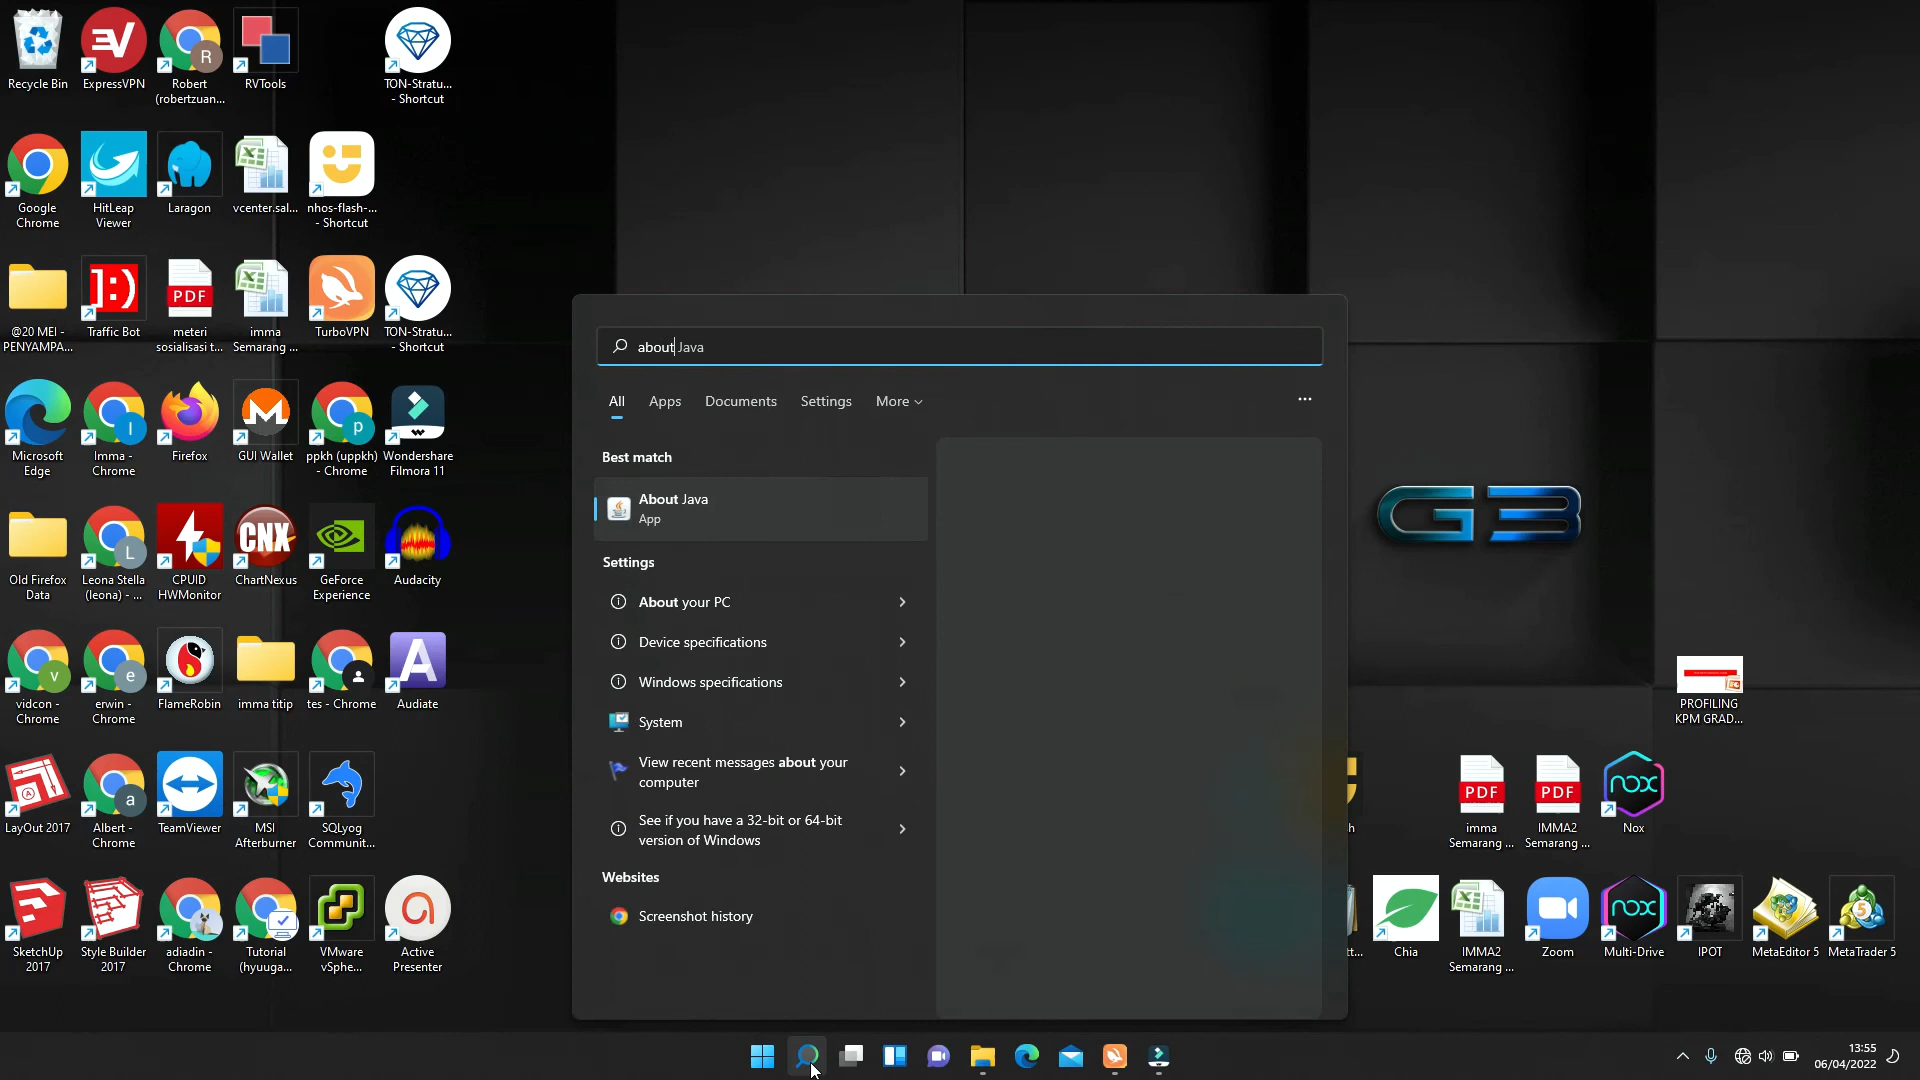 Recycle Bin
ExpressVPN
R
Robert
(robertzuan...
RVTools
TON-Stratu...
- Shortcut
Google
Chrome
HitLeap
Viewer
Laragon
vcenter.sal...
nhos-flash-...
- Shortcut
@20 MEI -
PENYAMPA...
Traffic Bot
PDF
meteri
sosialisasi t...
imma
Semarang ...
TurboVPN
TON-Stratu...
- Shortcut
Microsoft
Edge
I
Imma -
Chrome
Firefox
GUI Wallet
p
ppkh (uppkh)
- Chrome
Wondershare
Filmora 11
Old Firefox
Data
L
Leona Stella
(leona) - ...
CPUID
HWMonitor
CNX
ChartNexus
GeForce
Experience
Audacity
v
vidcon -
Chrome
e
erwin -
Chrome
FlameRobin
imma titip
tes - Chrome
A
Audiate
LayOut 2017
a
Albert -
Chrome
TeamViewer
MSI
Afterburner
SQLyog
Communit...
SketchUp
2017
Style Builder
2017
adiadin -
Chrome
Tutorial
(hyuuga...
VMware
vSphe...
Active
Presenter
about Java
All
Apps
Documents
Settings
More
Best match
About Java
App
Settings
About your PC
Device specifications
Windows specifications
System
View recent messages about your
computer
See if you have a 32-bit or 64-bit
version of Windows
Websites
Screenshot history
G3
PROFILING
KPM GRAD...
PDF
imma
Semarang ...
PDF
IMMA2
Semarang ...
nox
Nox
Chia
IMMA2
Semarang ...
Zoom
nox
Multi-Drive
IPOT
MetaEditor 5
5
MetaTrader 5
13:55
06/04/2022